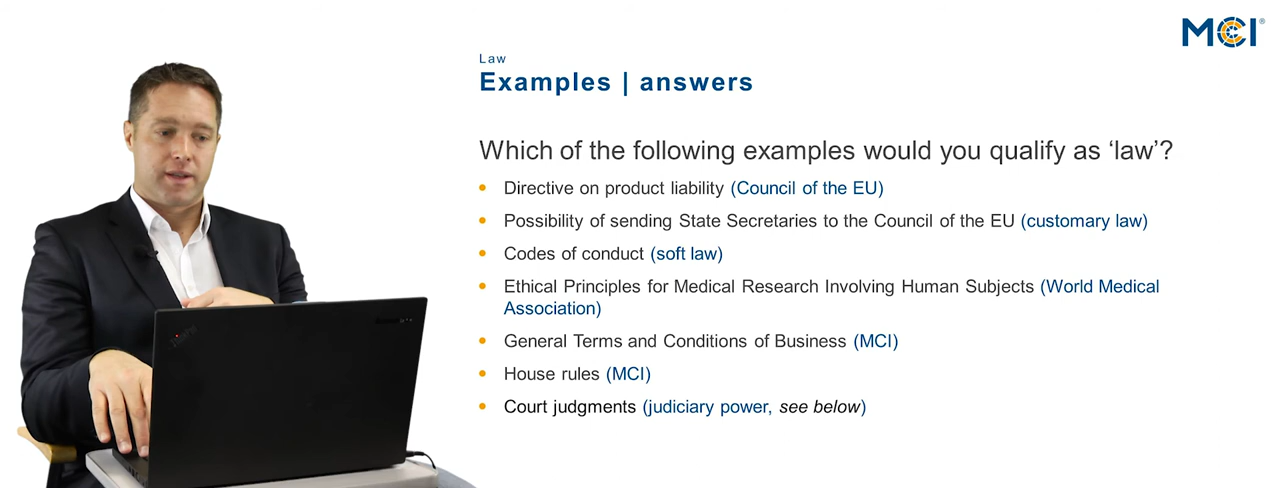 MCI®
Law
Examples | answers
Which of the following examples would you qualify as ‘law’?
• Directive on product liability (Council of the EU)
• Possibility of sending State Secretaries to the Council of the EU (customary law)
• Codes of conduct (soft law)
• Ethical Principles for Medical Research Involving Human Subjects (World Medical
Association)
• General Terms and Conditions of Business (MCI)
• House rules (MCI)
• Court judgments (judiciary power, see below)
ThinkPad